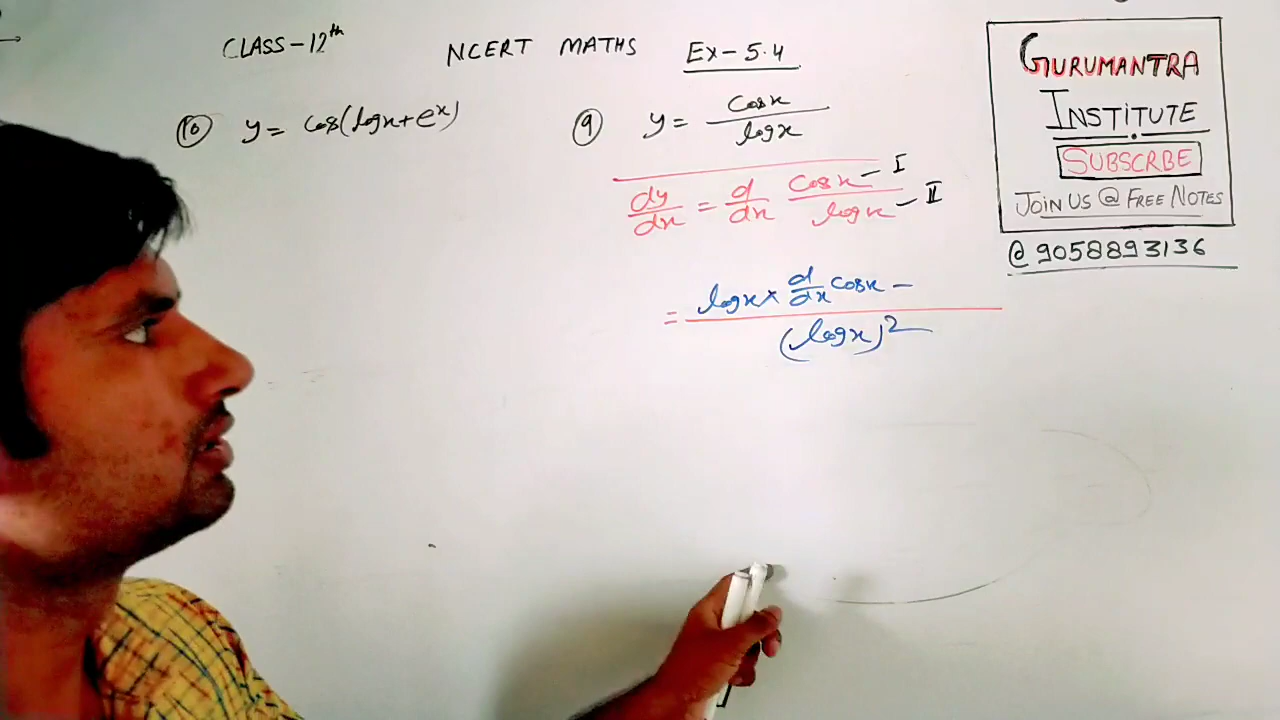 CLASS-12th NCERT MATHS Ex-5.4
10 y = cos(logx+e^x)
9 y = cosx / logx
dy/dx = d/dx cosx - I / logx - II
= logx × d/dx cosx - / (logx)^2
GURUMANTRA
INSTITUTE
SUBSCRBE
JOIN US @ FREE NOTES
@ 9058893136